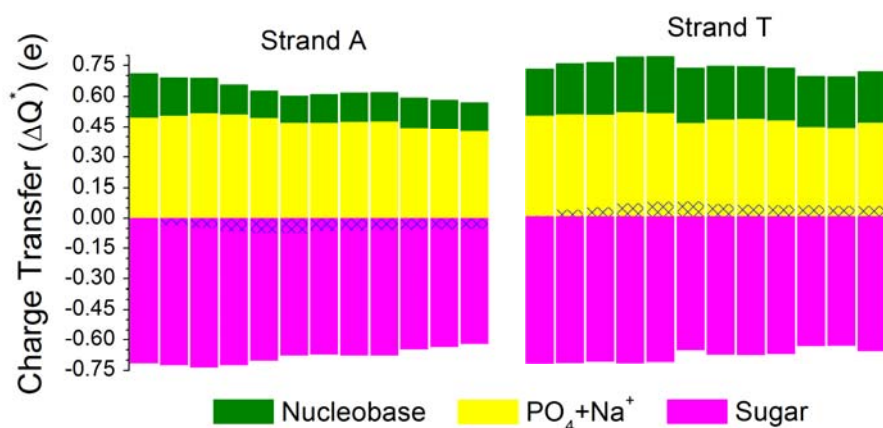 Strand A
Strand T
Charge Transfer (ΔQ*) (e)
0.75
0.60
0.45
0.30
0.15
0.00
-0.15
-0.30
-0.45
-0.60
-0.75
Nucleobase PO₄+Na⁺ Sugar